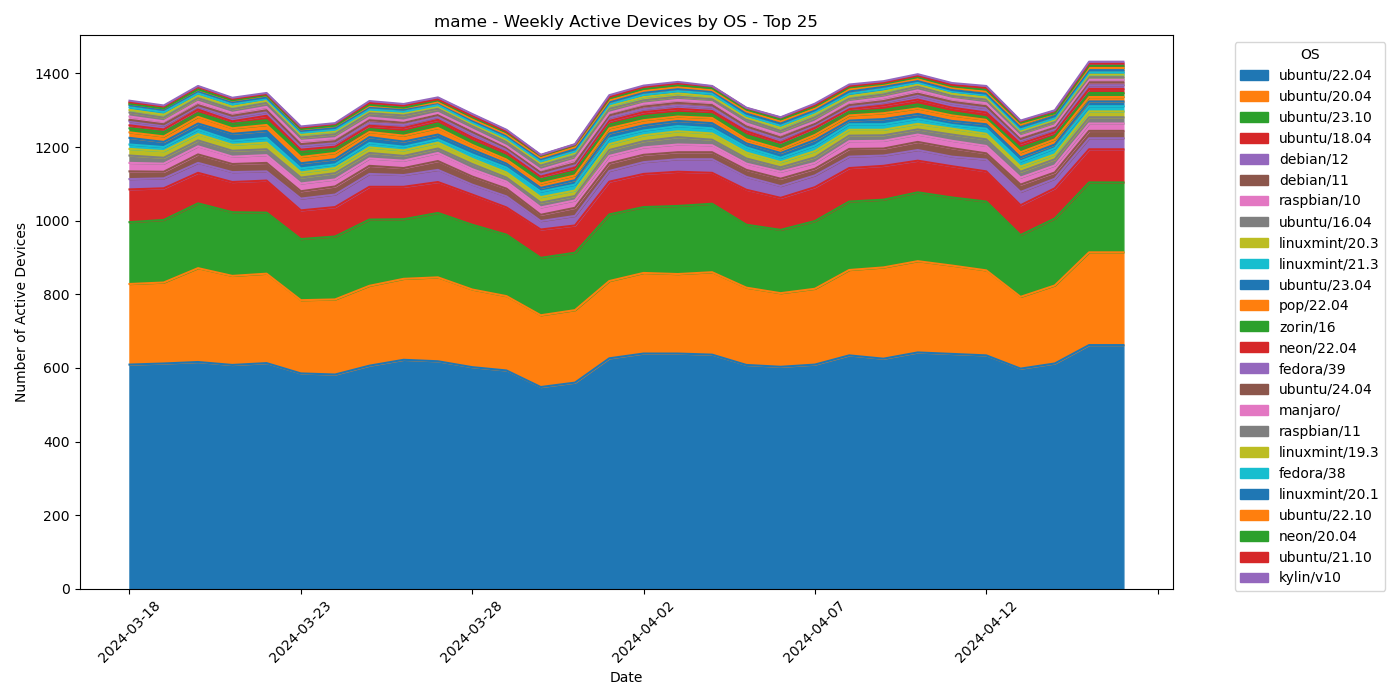 mame - Weekly Active Devices by OS - Top 25
Number of Active Devices
1400
1200
1000
800
600
400
200
0
2024-03-18
2024-03-23
2024-03-28
2024-04-02
2024-04-07
2024-04-12
Date
OS
ubuntu/22.04
ubuntu/20.04
ubuntu/23.10
ubuntu/18.04
debian/12
debian/11
raspbian/10
ubuntu/16.04
linuxmint/20.3
linuxmint/21.3
ubuntu/23.04
pop/22.04
zorin/16
neon/22.04
fedora/39
ubuntu/24.04
manjaro/
raspbian/11
linuxmint/19.3
fedora/38
linuxmint/20.1
ubuntu/22.10
neon/20.04
ubuntu/21.10
kylin/v10